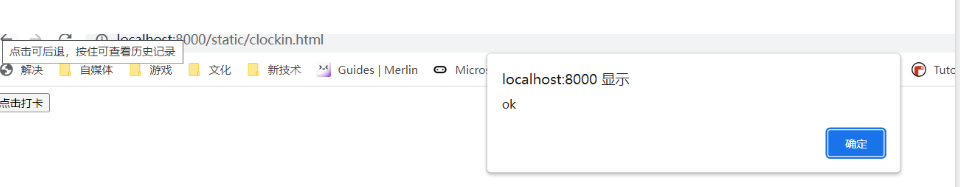 localhost:8000/static/clockin.html
点击可后退，按住可查看历史记录
解决 自媒体 游戏 文化 新技术 Guides | Merlin Micros Tuto
localhost:8000 显示
ok
确定
点击打卡